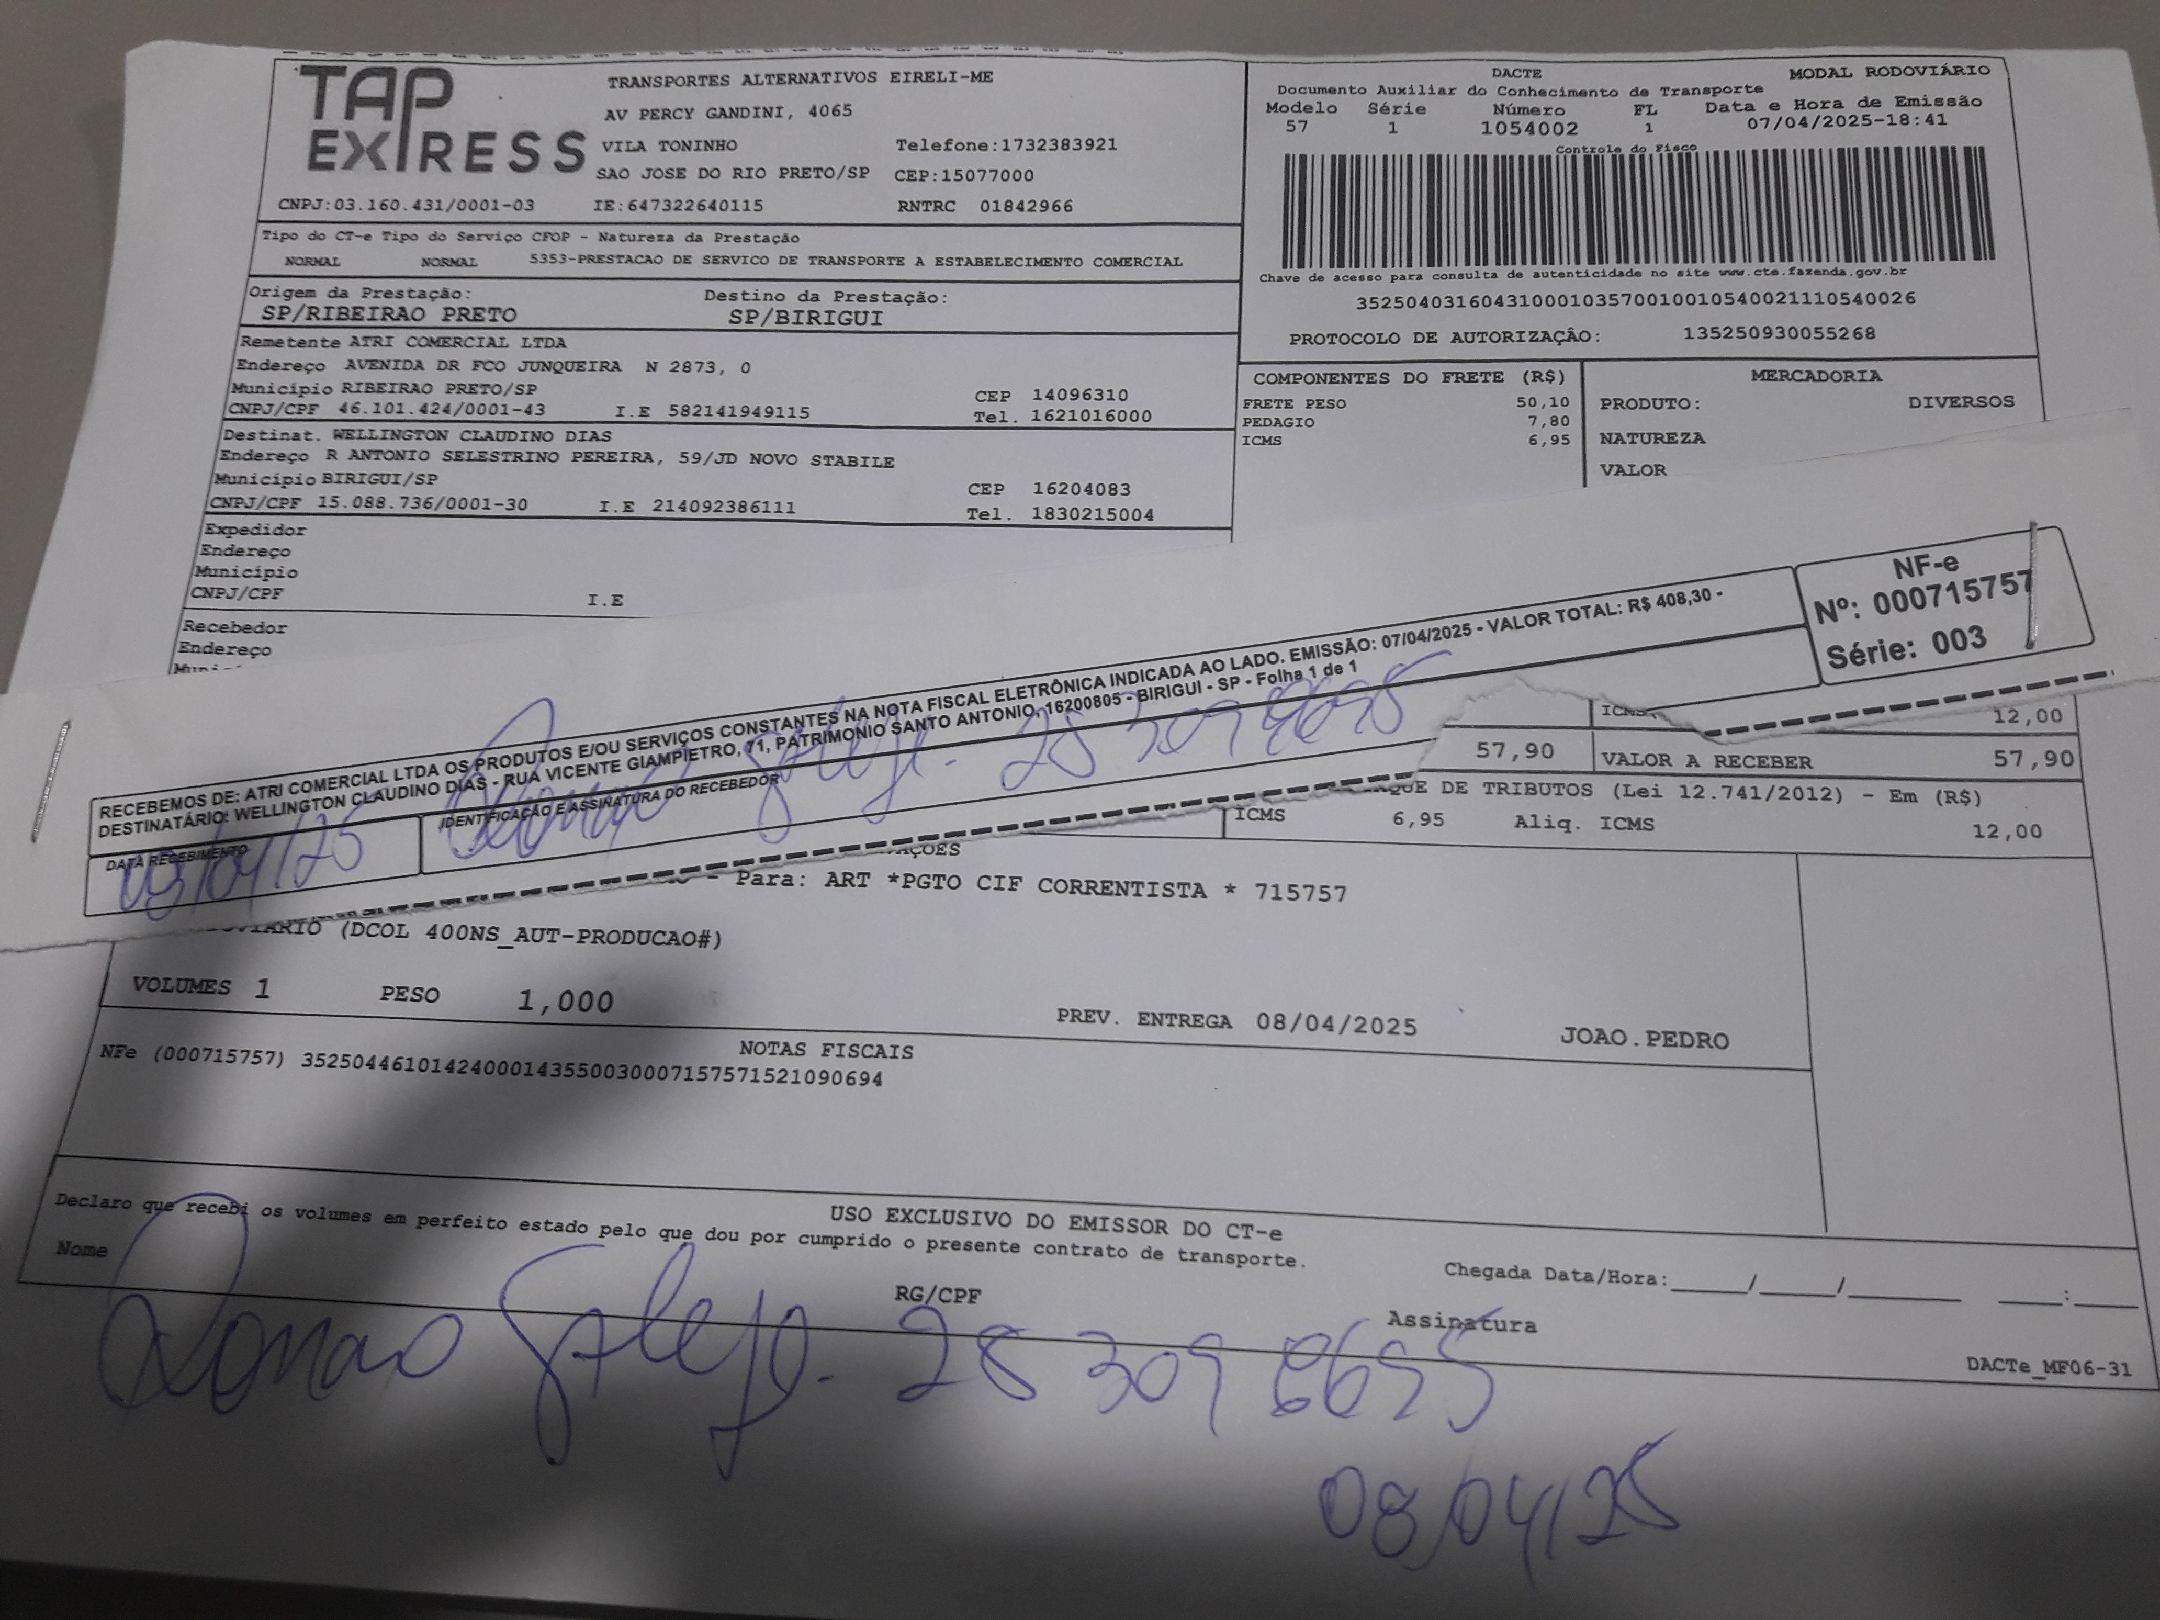 TAP EXPRESS
TRANSPORTES ALTERNATIVOS EIRELI-ME
AV PERCY GANDINI, 4065
VILA TONINHO Telefone:1732383921
SAO JOSE DO RIO PRETO/SP CEP:15077000
CNPJ:03.160.431/0001-03 IE:647322640115 RNTRC 01842966
Tipo do CT-e Tipo do Serviço CFOP - Natureza da Prestação
NORMAL NORMAL 5353-PRESTACAO DE SERVICO DE TRANSPORTE A ESTABELECIMENTO COMERCIAL
Origem da Prestação: Destino da Prestação:
SP/RIBEIRAO PRETO SP/BIRIGUI
Remetente ATRI COMERCIAL LTDA
Endereço AVENIDA DR FCO JUNQUEIRA N 2873, 0
Município RIBEIRAO PRETO/SP CEP 14096310
CNPJ/CPF 46.101.424/0001-43 I.E 582141949115 Tel. 1621016000
Destinat. WELLINGTON CLAUDINO DIAS
Endereço R ANTONIO SELESTRINO PEREIRA, 59/JD NOVO STABILE
Município BIRIGUI/SP CEP 16204083
CNPJ/CPF 15.088.736/0001-30 I.E 214092386111 Tel. 1830215004
Expedidor
Endereço
Município
CNPJ/CPF I.E
Recebedor
Endereço
DACTE MODAL RODOVIÁRIO
Documento Auxiliar do Conhecimento de Transporte
Modelo Série Número FL Data e Hora de Emissão
57 1 1054002 1 07/04/2025-18:41
Controle do Fisco
Chave de acesso para consulta de autenticidade no site www.cte.fazenda.gov.br
35250403160431000103570010010540021110540026
PROTOCOLO DE AUTORIZAÇÂO: 135250930055268
COMPONENTES DO FRETE (R$) MERCADORIA
FRETE PESO 50,10 PRODUTO: DIVERSOS
PEDAGIO 7,80
ICMS 6,95 NATUREZA
VALOR
NF-e
Nº: 000715757
Série: 003
RECEBEMOS DE: ATRI COMERCIAL LTDA OS PRODUTOS E/OU SERVIÇOS CONSTANTES NA NOTA FISCAL ELETRÔNICA INDICADA AO LADO. EMISSÃO: 07/04/2025 - VALOR TOTAL: R$ 408,30 -
DESTINATÁRIO: WELLINGTON CLAUDINO DIAS - RUA VICENTE GIAMPIETRO, 71, PATRIMONIO SANTO ANTONIO, 16200805 - BIRIGUI - SP - Folha 1 de 1
DATA RECEBIMENTO IDENTIFICAÇÃO E ASSINATURA DO RECEBEDOR
28 309 8695
12,00
57,90 VALOR A RECEBER 57,90
DE TRIBUTOS (Lei 12.741/2012) - Em (R$)
ICMS 6,95 Aliq. ICMS 12,00
- Para: ART *PGTO CIF CORRENTISTA * 715757
(DCOL 400NS_AUT-PRODUCAO#)
VOLUMES 1 PESO 1,000 PREV. ENTREGA 08/04/2025 JOAO.PEDRO
NOTAS FISCAIS
NFe (000715757) 35250446101424000143550030007157571521090694
USO EXCLUSIVO DO EMISSOR DO CT-e
Declaro que recebi os volumes em perfeito estado pelo que dou por cumprido o presente contrato de transporte.
Nome RG/CPF Chegada Data/Hora:_____/_____/_______ ____:____
Assinatura
DACTe_MF06-31
28 309 8695
08/04/25